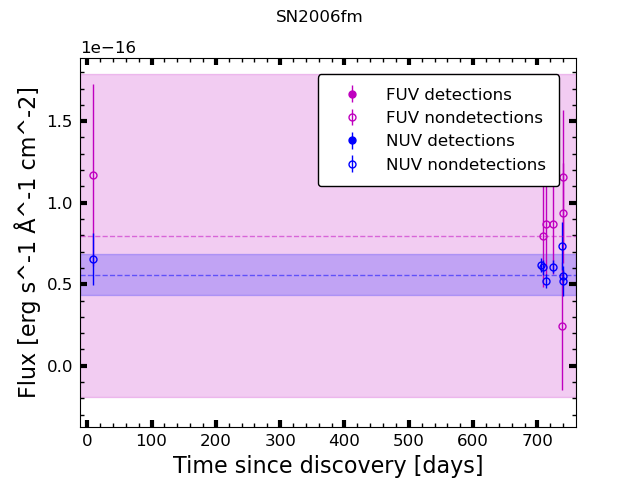 SN2006fm
1e−16
FUV detections
FUV nondetections
NUV detections
NUV nondetections
1.5
1.0
0.5
0.0
Flux [erg s^-1 Å^-1 cm^-2]
0 100 200 300 400 500 600 700
Time since discovery [days]